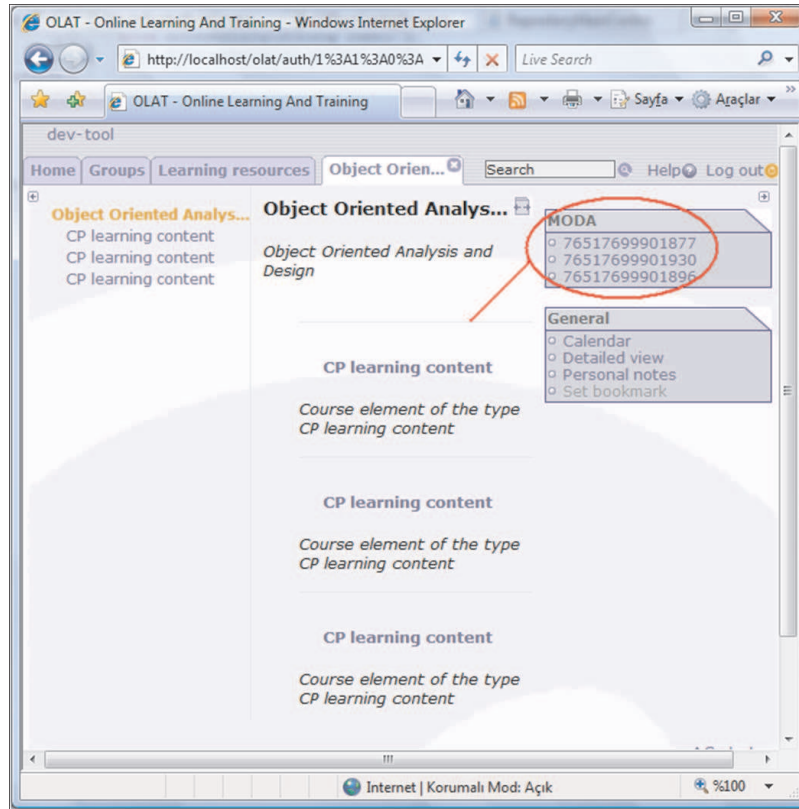 OLAT - Online Learning And Training - Windows Internet Explorer
http://localhost/olat/auth/1%3A1%3A0%3A
Live Search
OLAT - Online Learning And Training
Sayfa
Araçlar
dev-tool
Home
Groups
Learning resources
Object Orien...
Search
Help
Log out
Object Oriented Analys...
CP learning content
CP learning content
CP learning content
Object Oriented Analys...
Object Oriented Analysis and
Design
CP learning content
Course element of the type
CP learning content
CP learning content
Course element of the type
CP learning content
CP learning content
Course element of the type
CP learning content
MODA
76517699901877
76517699901930
76517699901896
General
Calendar
Detailed view
Personal notes
Set bookmark
Internet | Korumalı Mod: Açık
%100